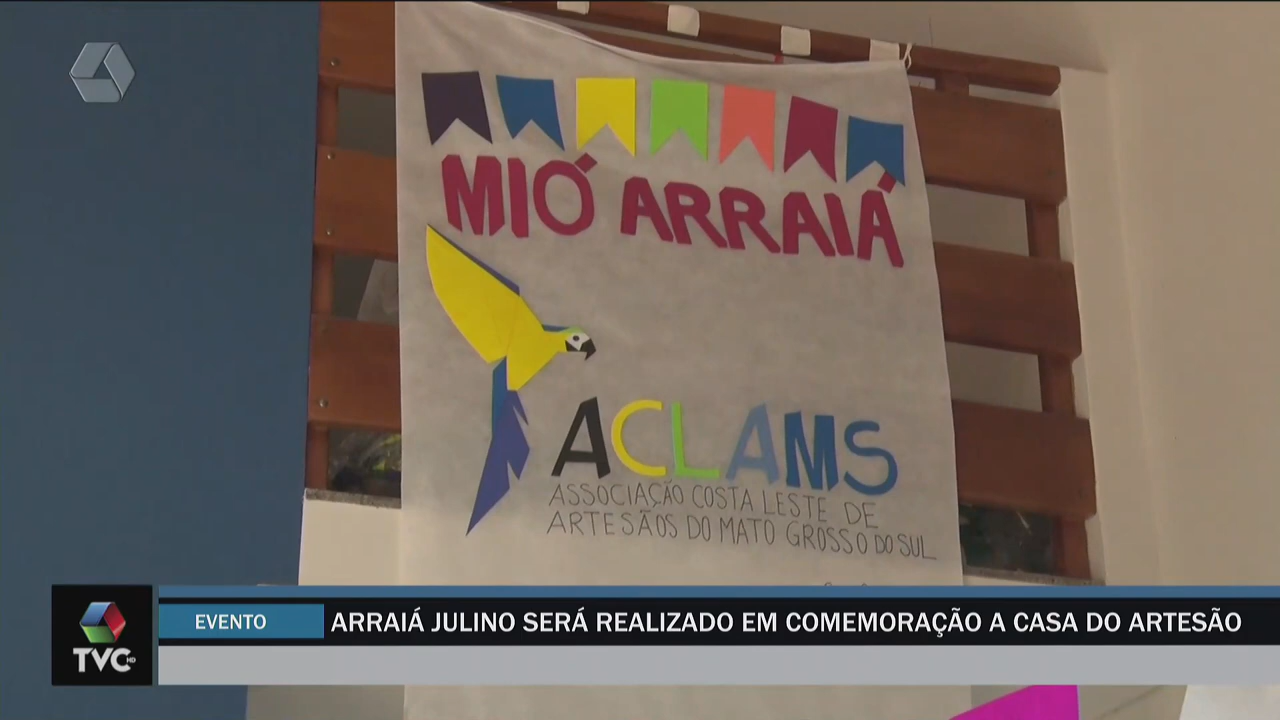 MIÓ ARRAIÁ
ACLAMS
ASSOCIAÇÃO COSTA LESTE DE
ARTESÃOS DO MATO GROSSO DO SUL
EVENTO
ARRAIÁ JULINO SERÁ REALIZADO EM COMEMORAÇÃO A CASA DO ARTESÃO
TVC HD